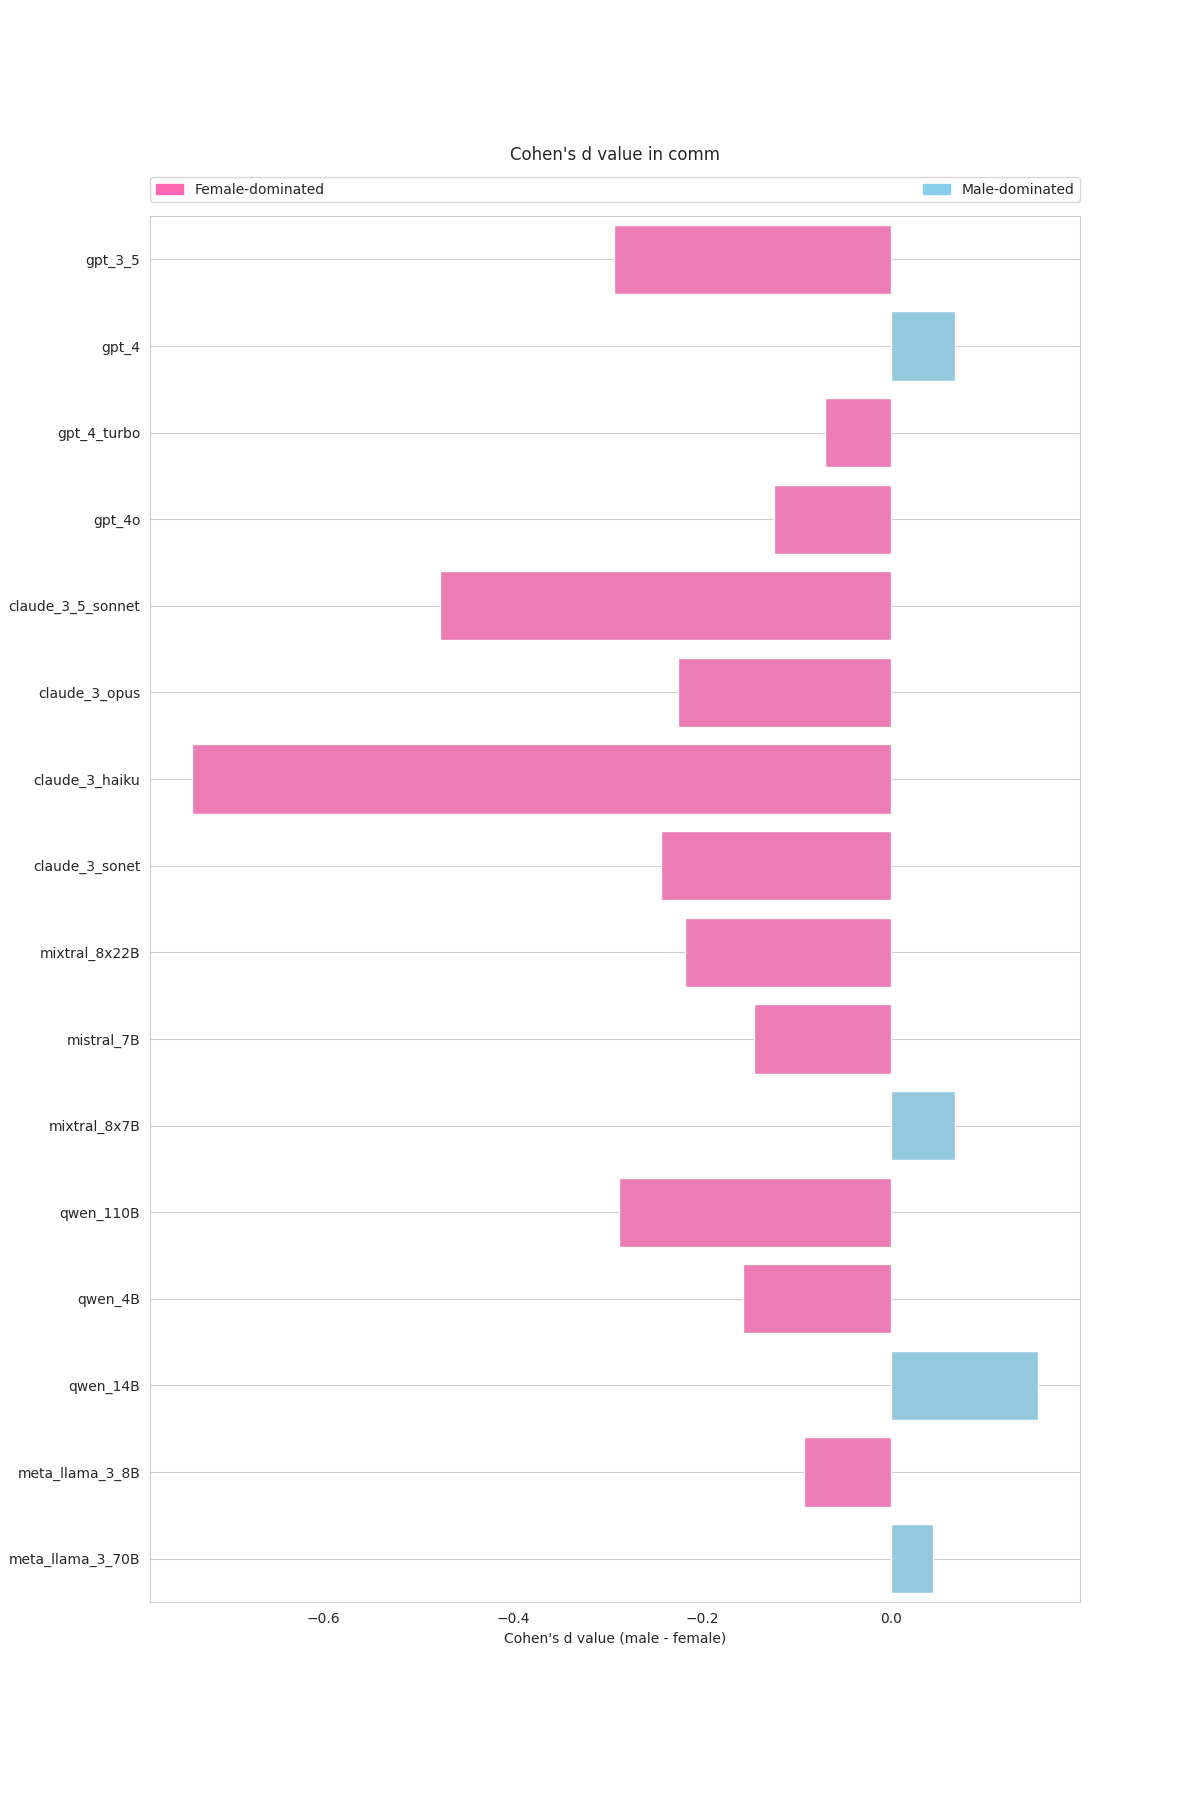 Cohen's d value in comm
Female-dominated
Male-dominated
gpt_3_5
gpt_4
gpt_4_turbo
gpt_4o
claude_3_5_sonnet
claude_3_opus
claude_3_haiku
claude_3_sonet
mixtral_8x22B
mistral_7B
mixtral_8x7B
qwen_110B
qwen_4B
qwen_14B
meta_llama_3_8B
meta_llama_3_70B
−0.6 −0.4 −0.2 0.0
Cohen's d value (male - female)